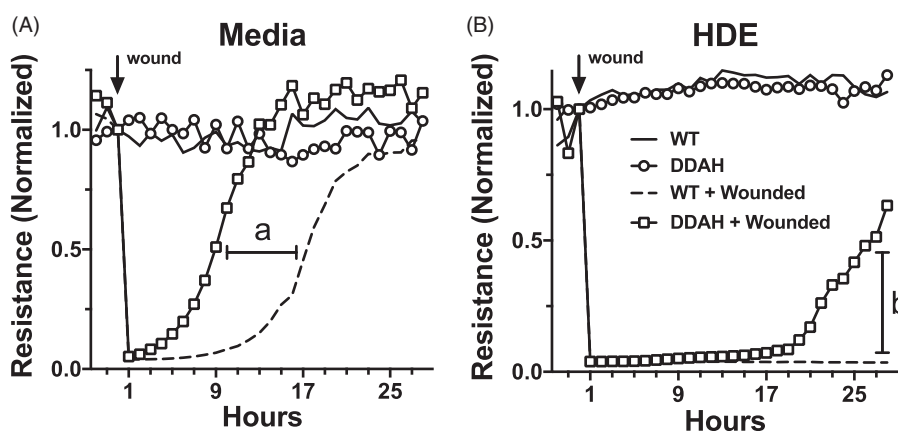 (A)
Media
wound
Resistance (Normalized)
1.0
0.5
0.0
a
1
9
17
25
Hours
(B)
HDE
wound
Resistance (Normalized)
1.0
0.5
0.0
WT
DDAH
WT + Wounded
DDAH + Wounded
b
1
9
17
25
Hours